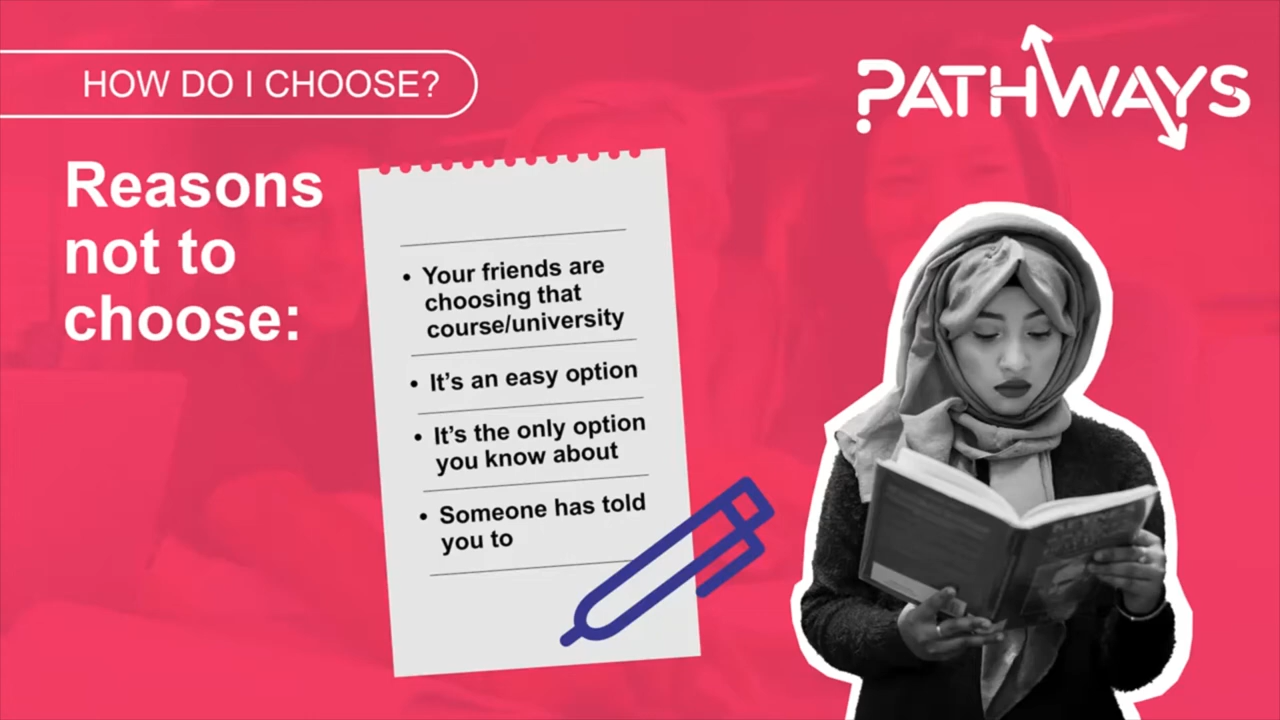 HOW DO I CHOOSE?
PATHWAYS
Reasons
not to
choose:
• Your friends are
choosing that
course/university
• It's an easy option
• It's the only option
you know about
• Someone has told
you to